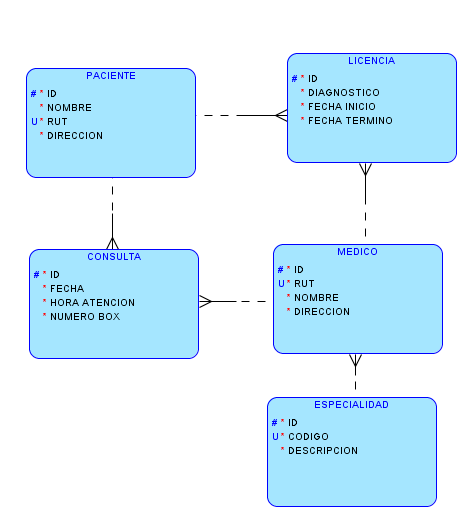 PACIENTE
# * ID
* NOMBRE
U * RUT
* DIRECCION
LICENCIA
# * ID
* DIAGNOSTICO
* FECHA INICIO
* FECHA TERMINO
CONSULTA
# * ID
* FECHA
* HORA ATENCION
* NUMERO BOX
MEDICO
# * ID
U * RUT
* NOMBRE
* DIRECCION
ESPECIALIDAD
# * ID
U * CODIGO
* DESCRIPCION